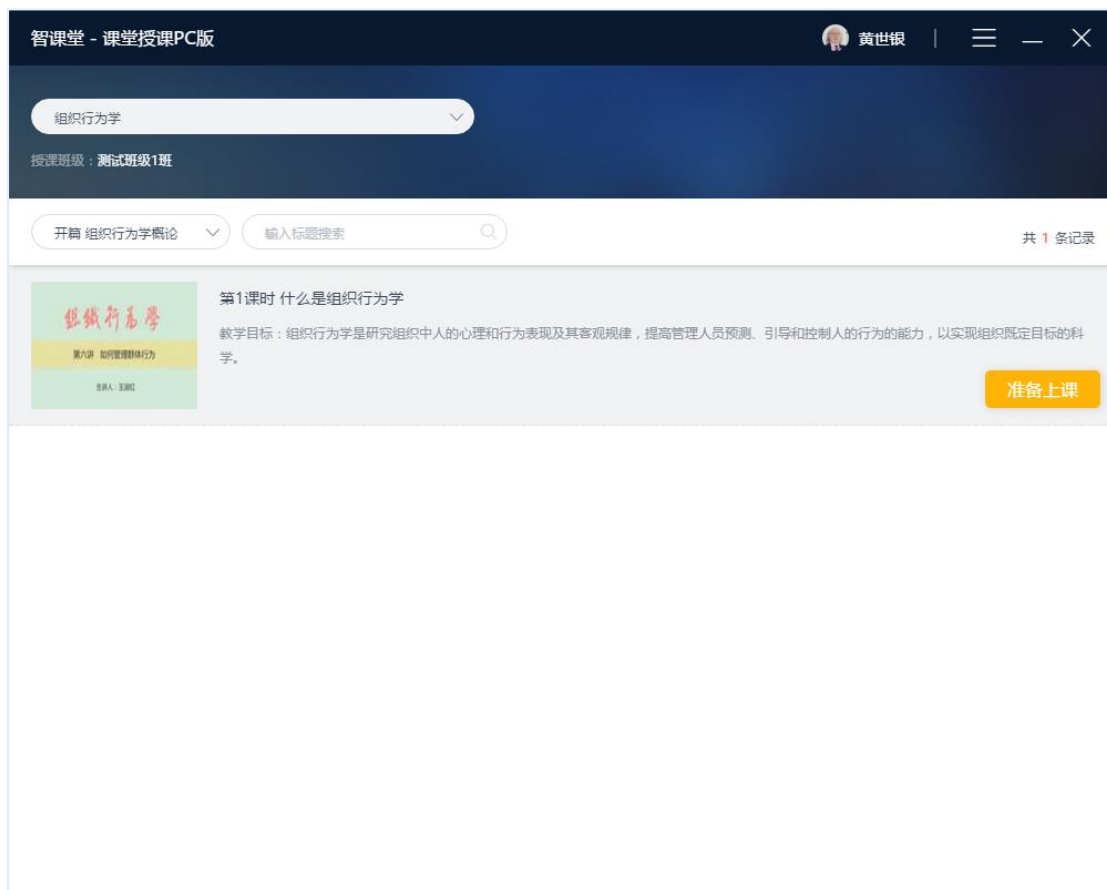 智课堂 - 课堂授课PC版
黄世银
组织行为学
授课班级：测试班级1班
开篇 组织行为学概论
输入标题搜索
共 1 条记录
组织行为學
第六讲 如何管理群体行为
主讲人：王淑红
第1课时 什么是组织行为学
教学目标：组织行为学是研究组织中人的心理和行为表现及其客观规律，提高管理人员预测、引导和控制人的行为的能力，以实现组织既定目标的科
学。
准备上课